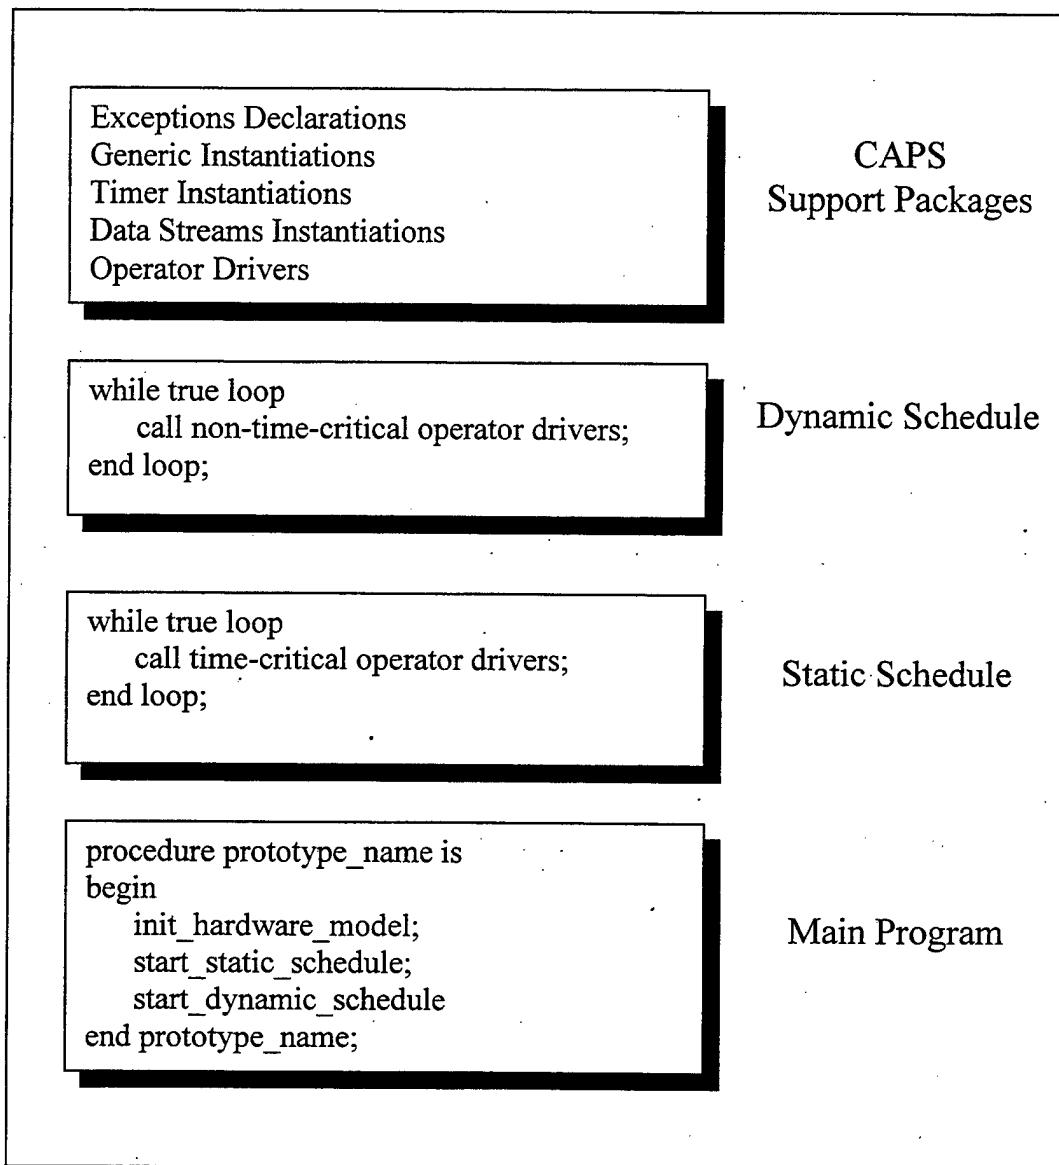 Exceptions Declarations
Generic Instantiations
Timer Instantiations
Data Streams Instantiations
Operator Drivers
CAPS
Support Packages
while true loop
call non-time-critical operator drivers;
end loop;
Dynamic Schedule
while true loop
call time-critical operator drivers;
end loop;
Static Schedule
procedure prototype_name is
begin
init_hardware_model;
start_static_schedule;
start_dynamic_schedule
end prototype_name;
Main Program